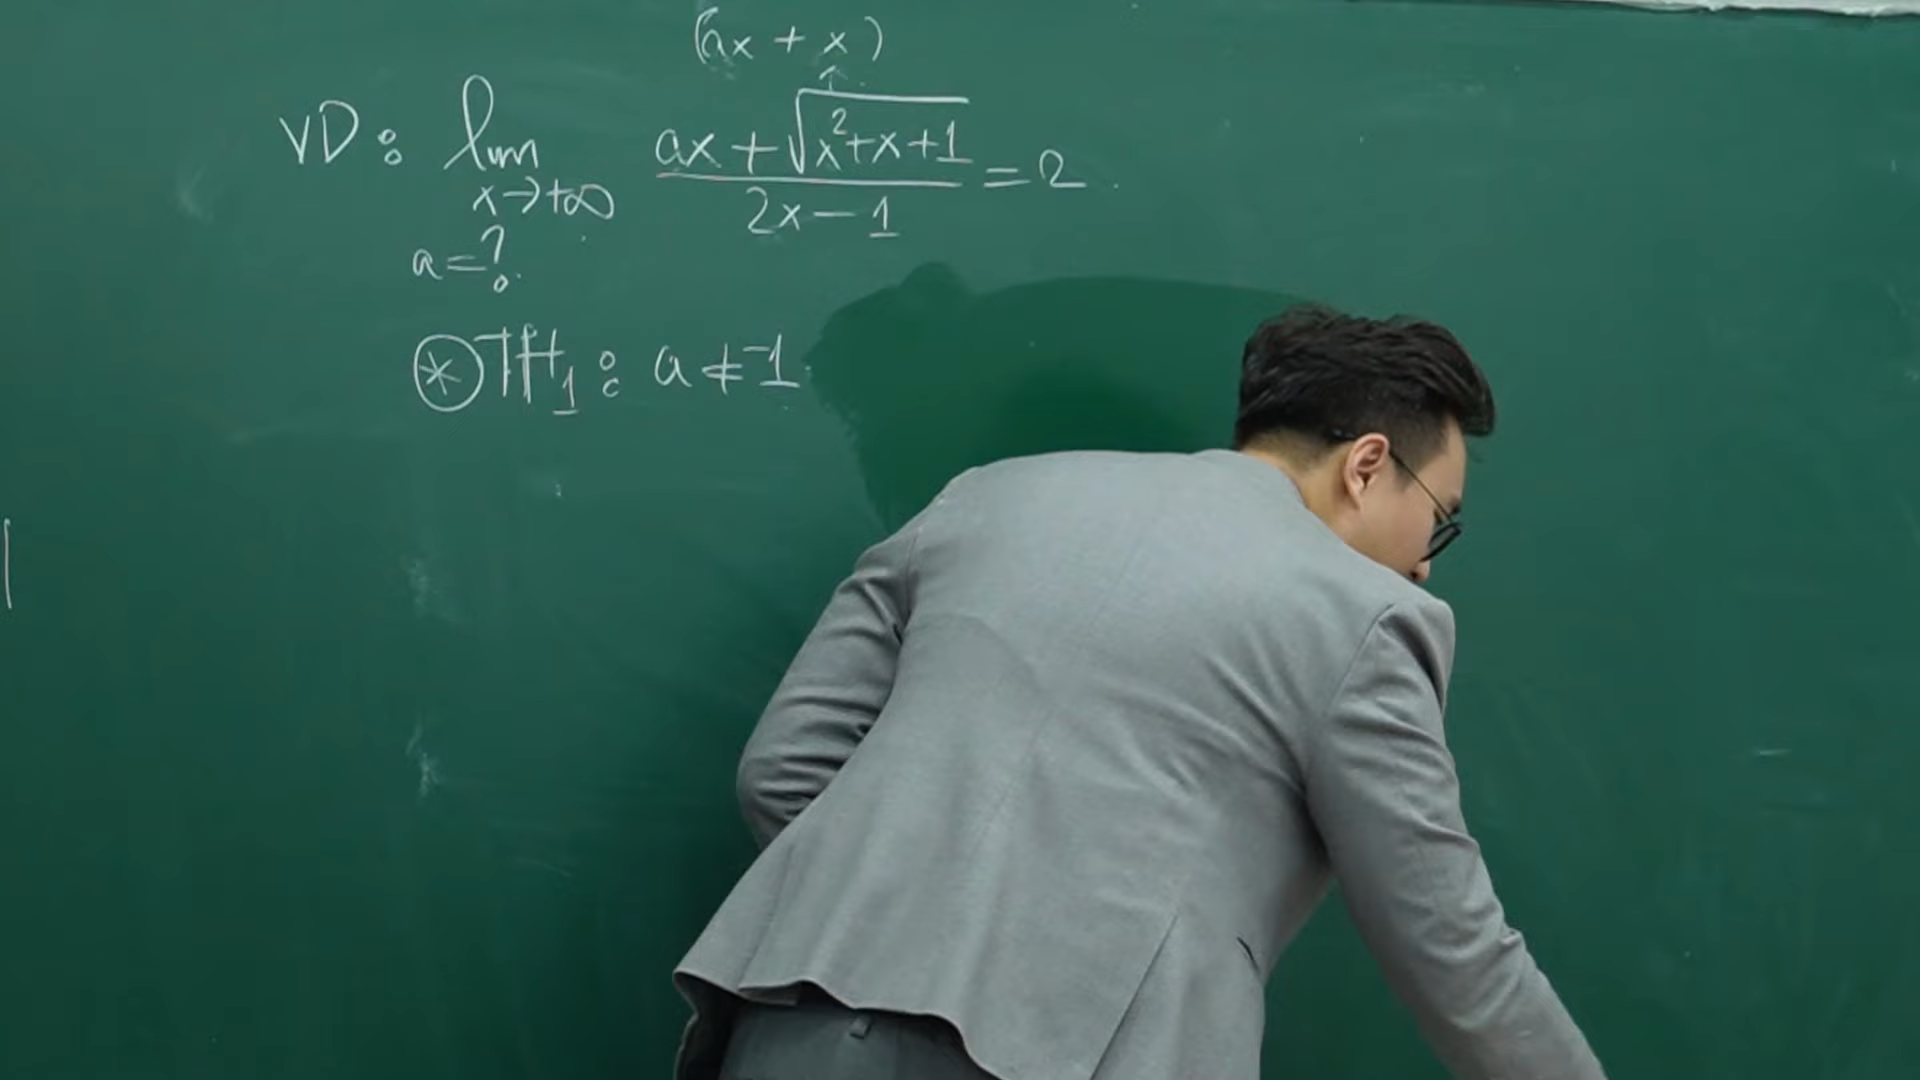 (ax + x)
VD: lim x→+∞ (ax + √(x²+x+1))/(2x - 1) = 2.
a = ?
⊛ TH₁: a ≠ -1